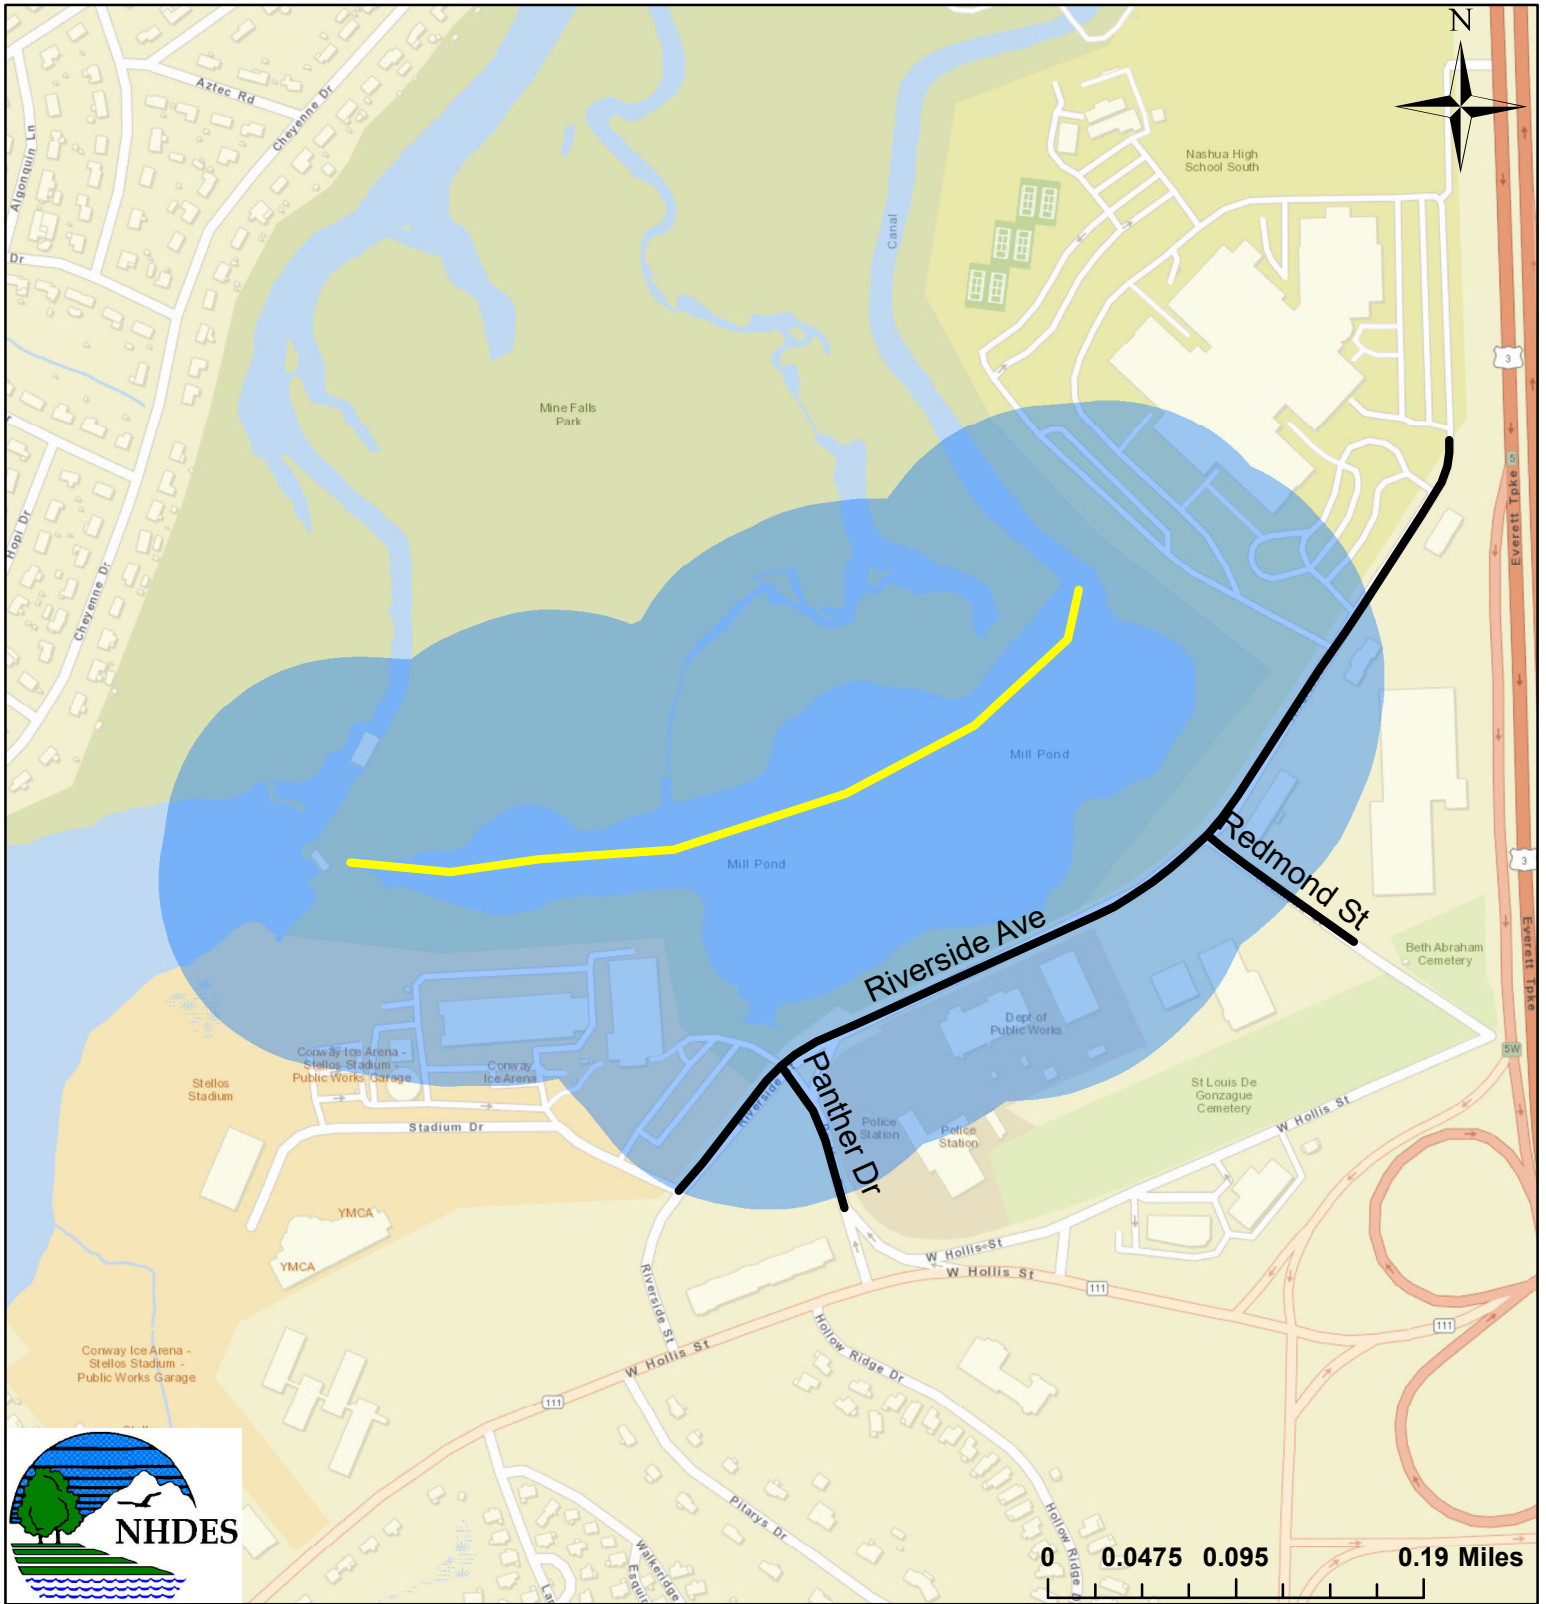 N
Aztec Rd
Cheyenne Dr
Algonquin Ln
Nashua High
School South
Canal
Dr
3
Mine Falls
Park
5
Everett Tpke
Hopi Dr
Cheyenne Dr
Mill Pond
Mill Pond
Redmond St
3
Riverside Ave
Everett Tpke
Beth Abraham
Cemetery
Dept of
Public Works
5W
Conway Ice Arena -
Stellos Stadium -
Public Works Garage
Conway
Ice Arena
Stellos
Stadium
Panther Dr
St Louis De
Gonzague
Cemetery
Stadium Dr
Police
Station
Police
Station
W Hollis St
YMCA
YMCA
W Hollis St
W Hollis St
111
Riverside St
111
Hollow Ridge Dr
W Hollis St
Conway Ice Arena -
Stellos Stadium -
Public Works Garage
111
Pitarys Dr
Hollow Ridge D
Walkeridge
Esquir
Lan
NHDES
0 0.0475 0.095 0.19 Miles